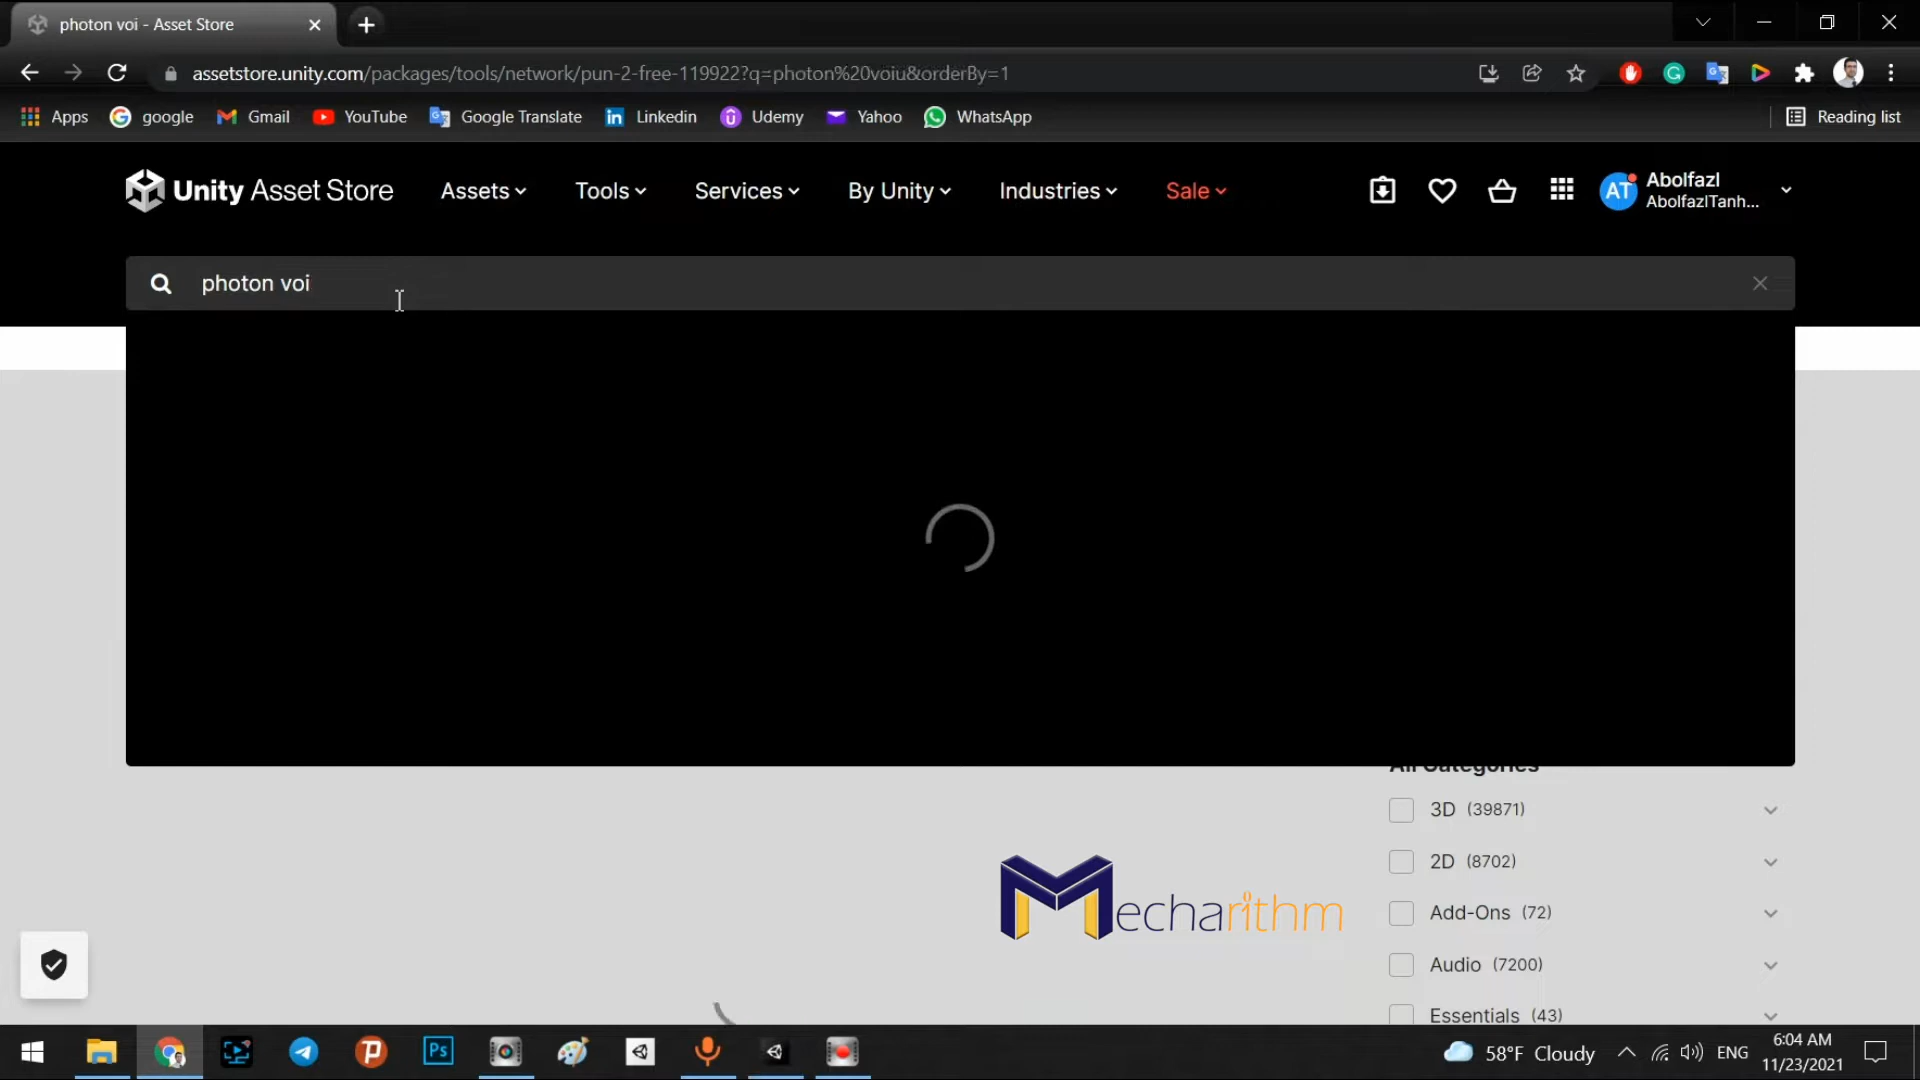 photon voi - Asset Store
assetstore.unity.com/packages/tools/network/pun-2-free-119922?q=photon%20voiu&orderBy=1
Apps google Gmail YouTube Google Translate Linkedin Udemy Yahoo WhatsApp Reading list
Unity Asset Store Assets Tools Services By Unity Industries Sale AT Abolfazl
AbolfazlTanh...
photon voi
All Categories
3D (39871)
2D (8702)
Mecharithm
Add-Ons (72)
Audio (7200)
Essentials (43)
Ps 58°F Cloudy ENG 6:04 AM
11/23/2021